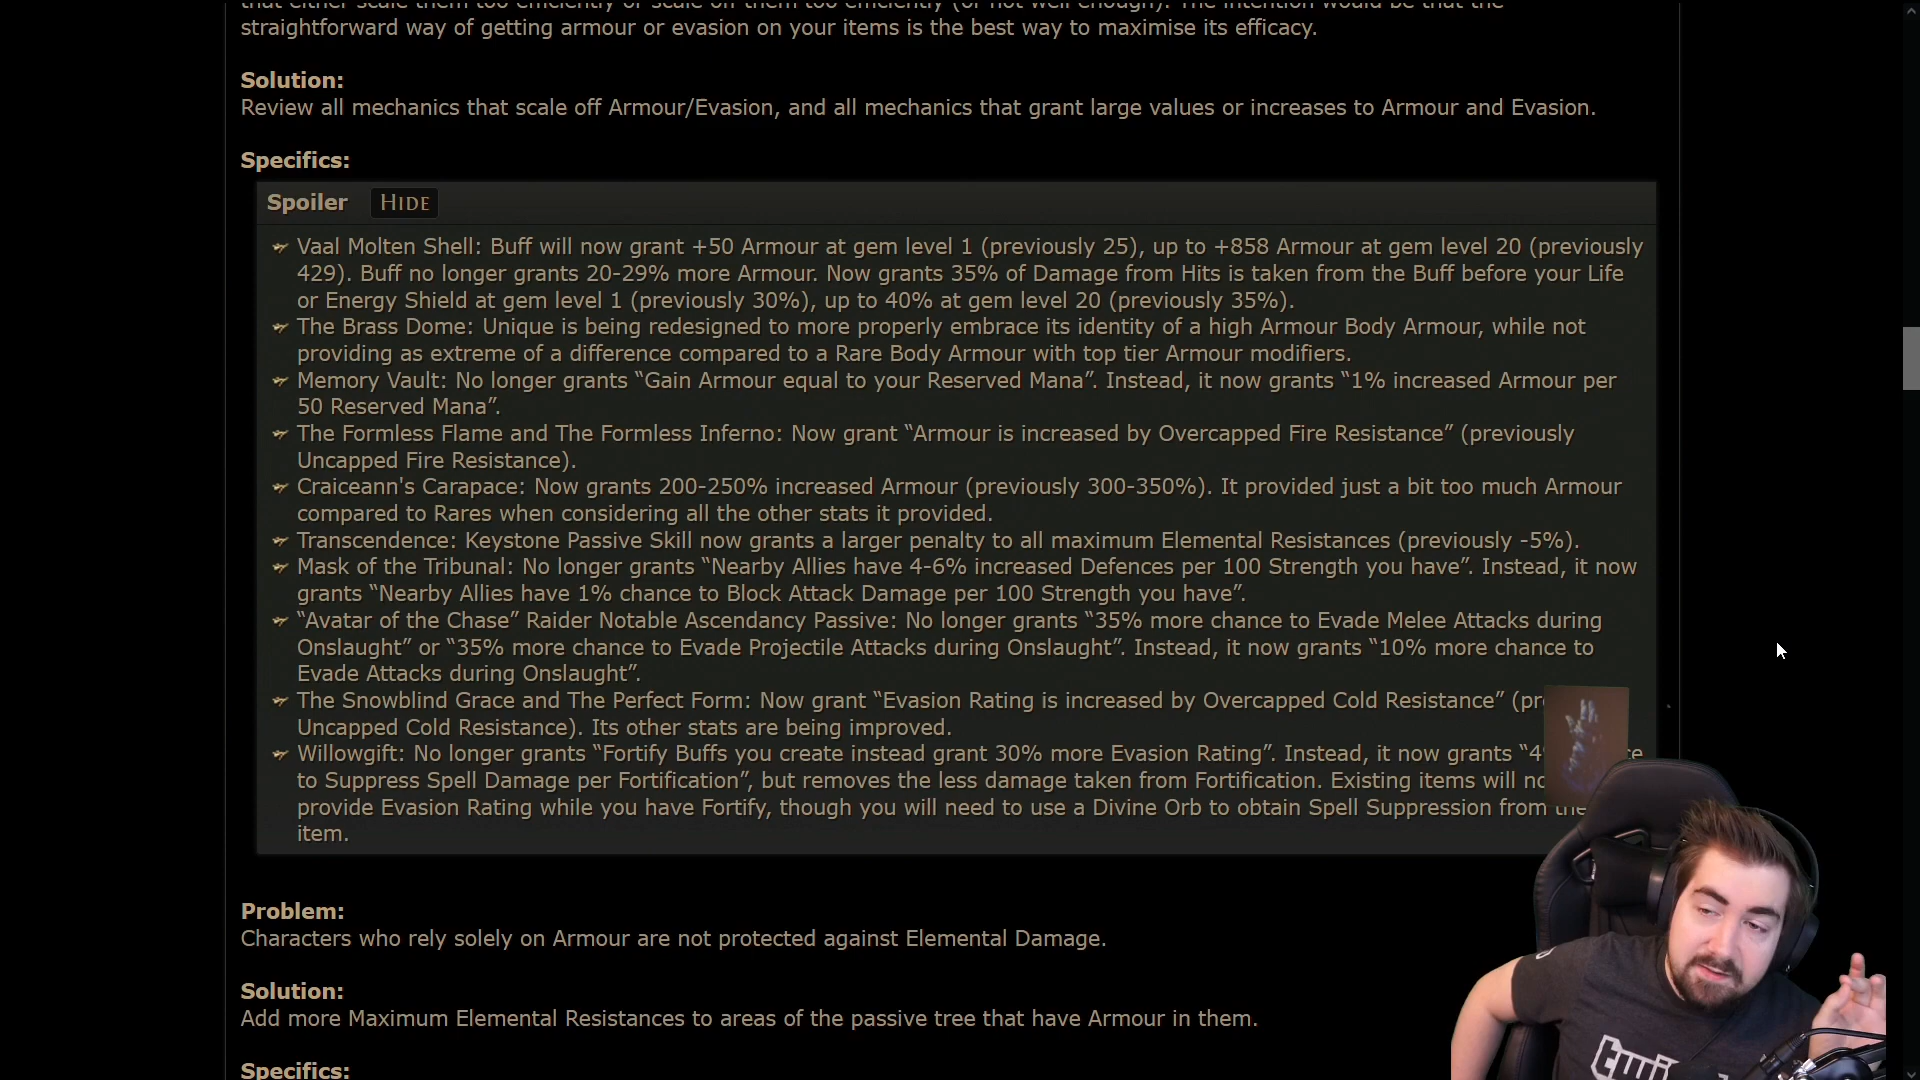 straightforward way of getting armour or evasion on your items is the best way to maximise its efficacy.
Solution:
Review all mechanics that scale off Armour/Evasion, and all mechanics that grant large values or increases to Armour and Evasion.
Specifics:
Spoiler HIDE
Vaal Molten Shell: Buff will now grant +50 Armour at gem level 1 (previously 25), up to +858 Armour at gem level 20 (previously
429). Buff no longer grants 20-29% more Armour. Now grants 35% of Damage from Hits is taken from the Buff before your Life
or Energy Shield at gem level 1 (previously 30%), up to 40% at gem level 20 (previously 35%).
The Brass Dome: Unique is being redesigned to more properly embrace its identity of a high Armour Body Armour, while not
providing as extreme of a difference compared to a Rare Body Armour with top tier Armour modifiers.
Memory Vault: No longer grants “Gain Armour equal to your Reserved Mana”. Instead, it now grants “1% increased Armour per
50 Reserved Mana”.
The Formless Flame and The Formless Inferno: Now grant “Armour is increased by Overcapped Fire Resistance” (previously
Uncapped Fire Resistance).
Craiceann's Carapace: Now grants 200-250% increased Armour (previously 300-350%). It provided just a bit too much Armour
compared to Rares when considering all the other stats it provided.
Transcendence: Keystone Passive Skill now grants a larger penalty to all maximum Elemental Resistances (previously -5%).
Mask of the Tribunal: No longer grants “Nearby Allies have 4-6% increased Defences per 100 Strength you have”. Instead, it now
grants “Nearby Allies have 1% chance to Block Attack Damage per 100 Strength you have”.
“Avatar of the Chase” Raider Notable Ascendancy Passive: No longer grants “35% more chance to Evade Melee Attacks during
Onslaught” or “35% more chance to Evade Projectile Attacks during Onslaught”. Instead, it now grants “10% more chance to
Evade Attacks during Onslaught”.
The Snowblind Grace and The Perfect Form: Now grant “Evasion Rating is increased by Overcapped Cold Resistance”
Uncapped Cold Resistance). Its other stats are being improved.
Willowgift: No longer grants “Fortify Buffs you create instead grant 30% more Evasion Rating”. Instead, it now grants
to Suppress Spell Damage per Fortification”, but removes the less damage taken from Fortification. Existing items will
provide Evasion Rating while you have Fortify, though you will need to use a Divine Orb to obtain Spell Suppression from
item.
Problem:
Characters who rely solely on Armour are not protected against Elemental Damage.
Solution:
Add more Maximum Elemental Resistances to areas of the passive tree that have Armour in them.
Specifics: